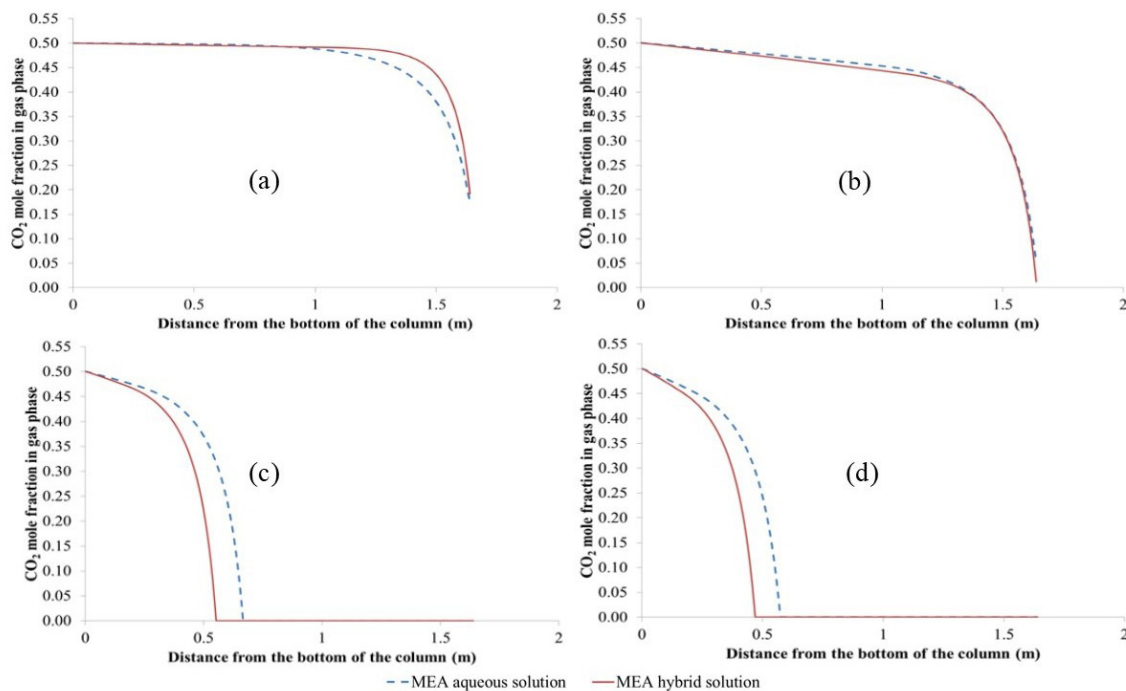 0.55
0.50
0.45
0.40
0.35
0.30
0.25
0.20
0.15
0.10
0.05
0.00
CO2 mole fraction in gas phase
(a)
0 0.5 1 1.5 2
Distance from the bottom of the column (m)
0.55
0.50
0.45
0.40
0.35
0.30
0.25
0.20
0.15
0.10
0.05
0.00
CO2 mole fraction in gas phase
(b)
0 0.5 1 1.5 2
Distance from the bottom of the column (m)
0.55
0.50
0.45
0.40
0.35
0.30
0.25
0.20
0.15
0.10
0.05
0.00
CO2 mole fraction in gas phase
(c)
0 0.5 1 1.5 2
Distance from the bottom of the column (m)
0.55
0.50
0.45
0.40
0.35
0.30
0.25
0.20
0.15
0.10
0.05
0.00
CO2 mole fraction in gas phase
(d)
0 0.5 1 1.5 2
Distance from the bottom of the column (m)
MEA aqueous solution MEA hybrid solution